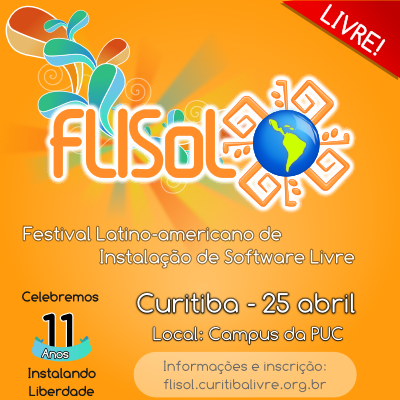 LIVRE!
FLISoL
Festival Latino-americano de
Instalação de Software Livre
Celebremos
11
Anos
Instalando
Liberdade
Curitiba - 25 abril
Local: Campus da PUC
Informações e inscrição:
flisol.curitibalivre.org.br